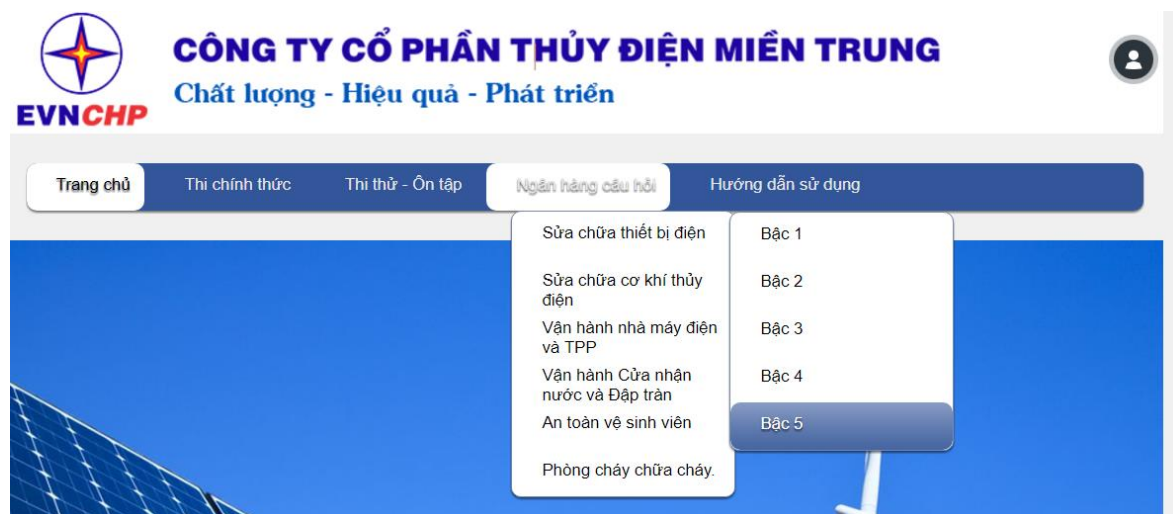 CÔNG TY CỔ PHẦN THỦY ĐIỆN MIỀN TRUNG
Chất lượng - Hiệu quả - Phát triển
EVNCHP
Trang chủ
Thi chính thức
Thi thử - Ôn tập
Ngân hàng câu hỏi
Hướng dẫn sử dụng
Sửa chữa thiết bị điện
Sửa chữa cơ khí thủy
điện
Vận hành nhà máy điện
và TPP
Vận hành Cửa nhận
nước và Đập tràn
An toàn vệ sinh viên
Phòng cháy chữa cháy.
Bậc 1
Bậc 2
Bậc 3
Bậc 4
Bậc 5